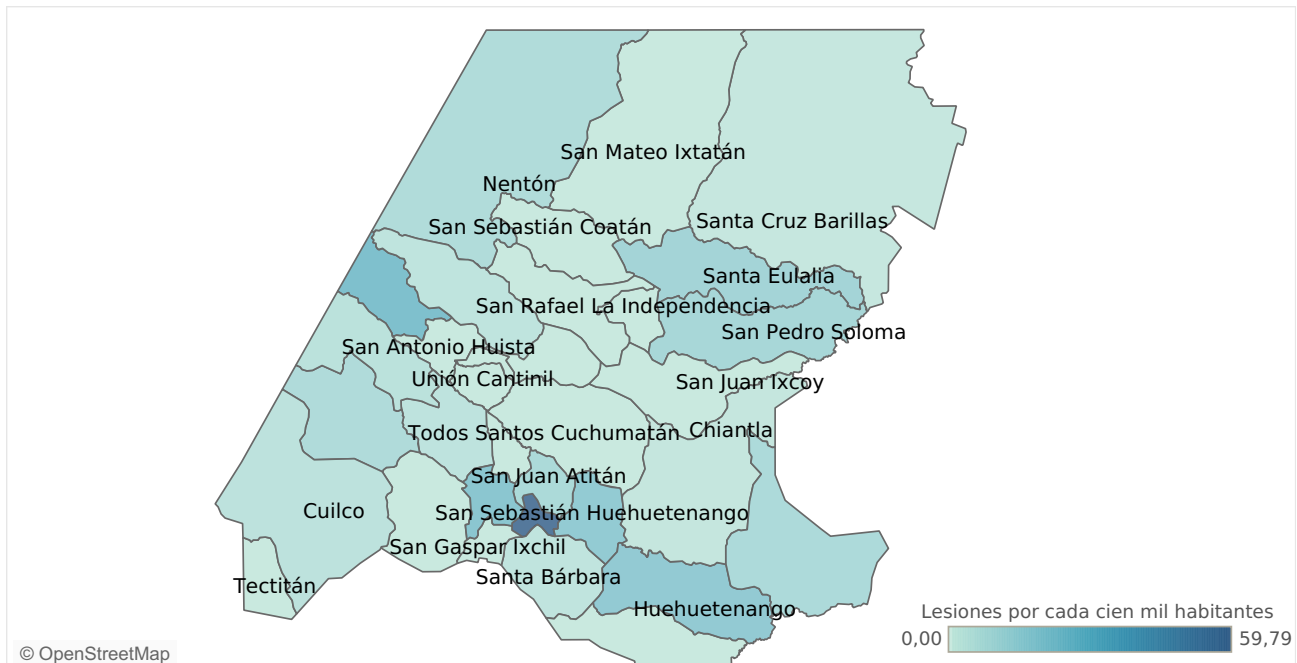 San Mateo Ixtatán
Nentón
Santa Cruz Barillas
San Sebastián Coatán
Santa Eulalia
San Rafael La Independencia
San Pedro Soloma
San Antonio Huista
Unión Cantinil
San Juan Ixcoy
Todos Santos Cuchumatán
Chiantla
San Juan Atitán
Cuilco
San Sebastián Huehuetenango
San Gaspar Ixchil
Santa Bárbara
Tectitán
Huehuetenango
Lesiones por cada cien mil habitantes
0,00 59,79
© OpenStreetMap